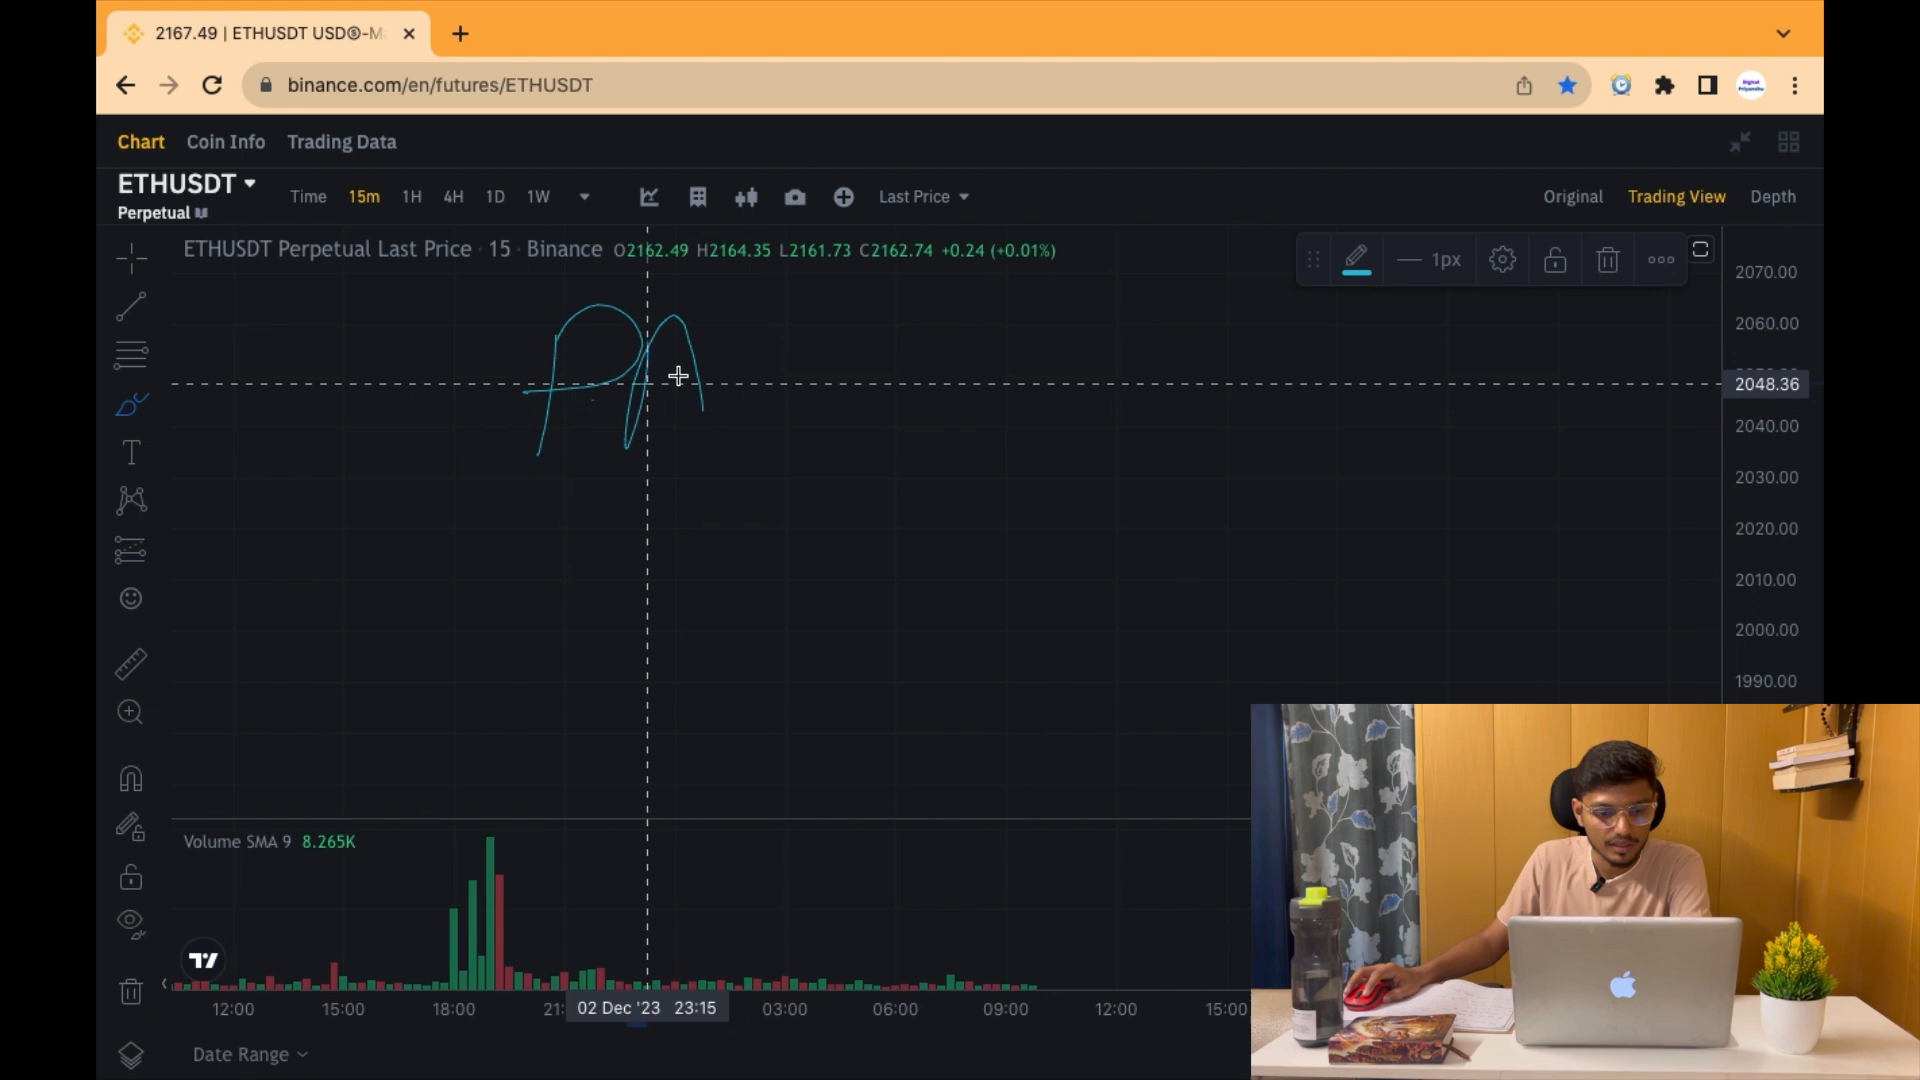 2167.49 | ETHUSDT USDⓈ-M
binance.com/en/futures/ETHUSDT
Digital
Priyanshu
Chart Coin Info Trading Data
ETHUSDT
Perpetual
Time 15m 1H 4H 1D 1W Last Price Original Trading View Depth
ETHUSDT Perpetual Last Price · 15 · Binance O2162.49 H2164.35 L2161.73 C2162.74 +0.24 (+0.01%)
1px
2070.00
2060.00
2048.36
2040.00
2030.00
2020.00
2010.00
2000.00
1990.00
Volume SMA 9 8.265K
12:00 15:00 18:00 21: 02 Dec '23 23:15 03:00 06:00 09:00 12:00 15:00
Date Range